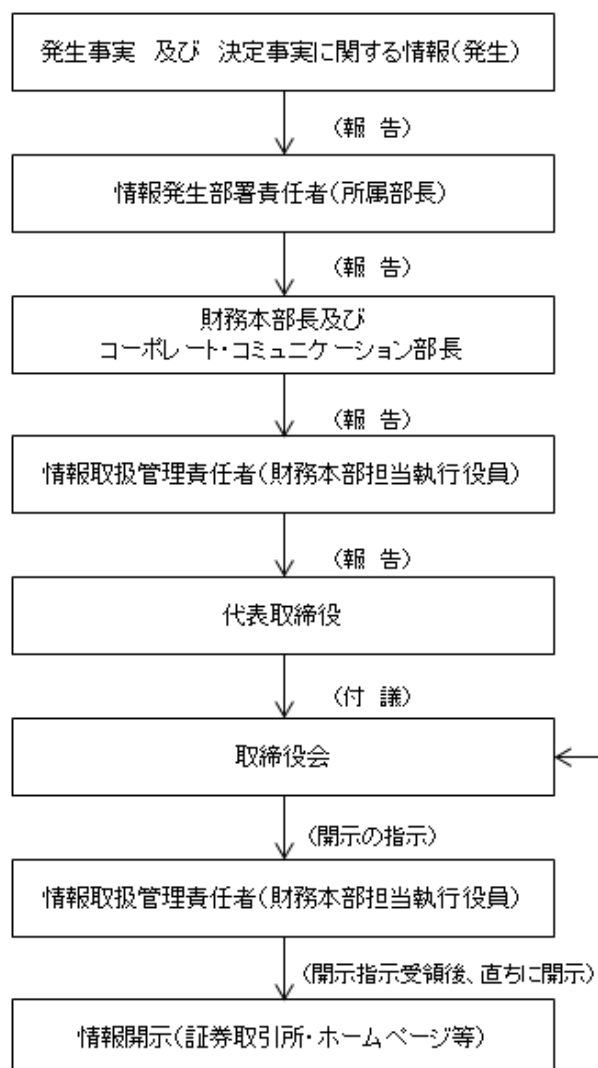 発生事実 及び 決定事実に関する情報(発生)
(報 告)
情報発生部署責任者(所属部長)
(報 告)
財務本部長及び
コーポレート・コミュニケーション部長
(報 告)
情報取扱管理責任者(財務本部担当執行役員)
(報 告)
代表取締役
(付 議)
取締役会
(開示の指示)
情報取扱管理責任者(財務本部担当執行役員)
(開示指示受領後、直ちに開示)
情報開示(証券取引所・ホームページ等)